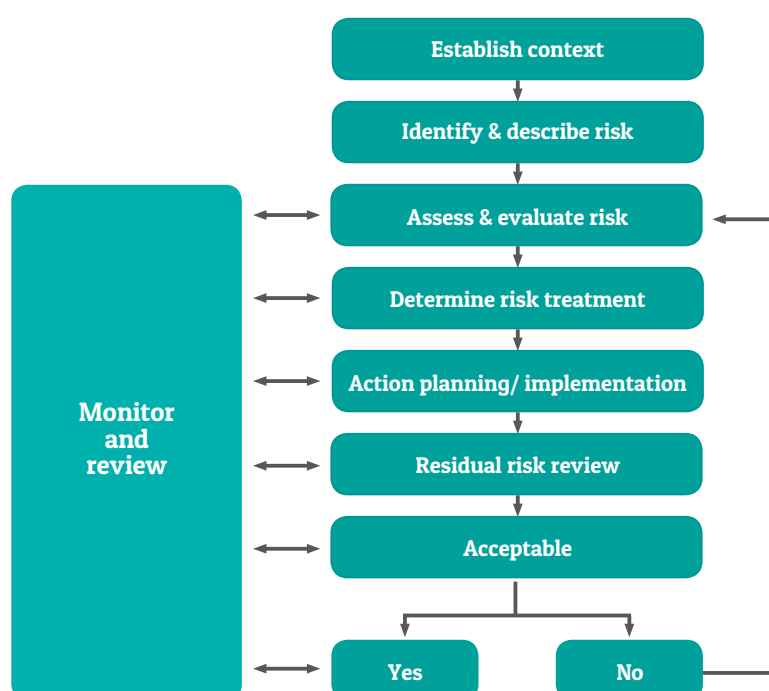 Establish context
Identify & describe risk
Assess & evaluate risk
Determine risk treatment
Action planning/ implementation
Monitor
and
review
Residual risk review
Acceptable
Yes
No